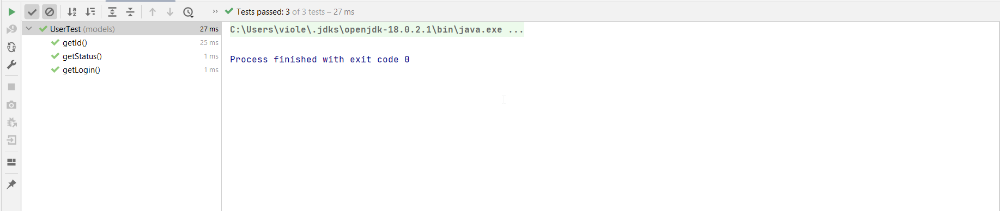 Tests passed: 3 of 3 tests – 27 ms
UserTest (models) 27 ms
getId() 25 ms
getStatus() 1 ms
getLogin() 1 ms
C:\Users\viole\.jdks\openjdk-18.0.2.1\bin\java.exe ...
Process finished with exit code 0